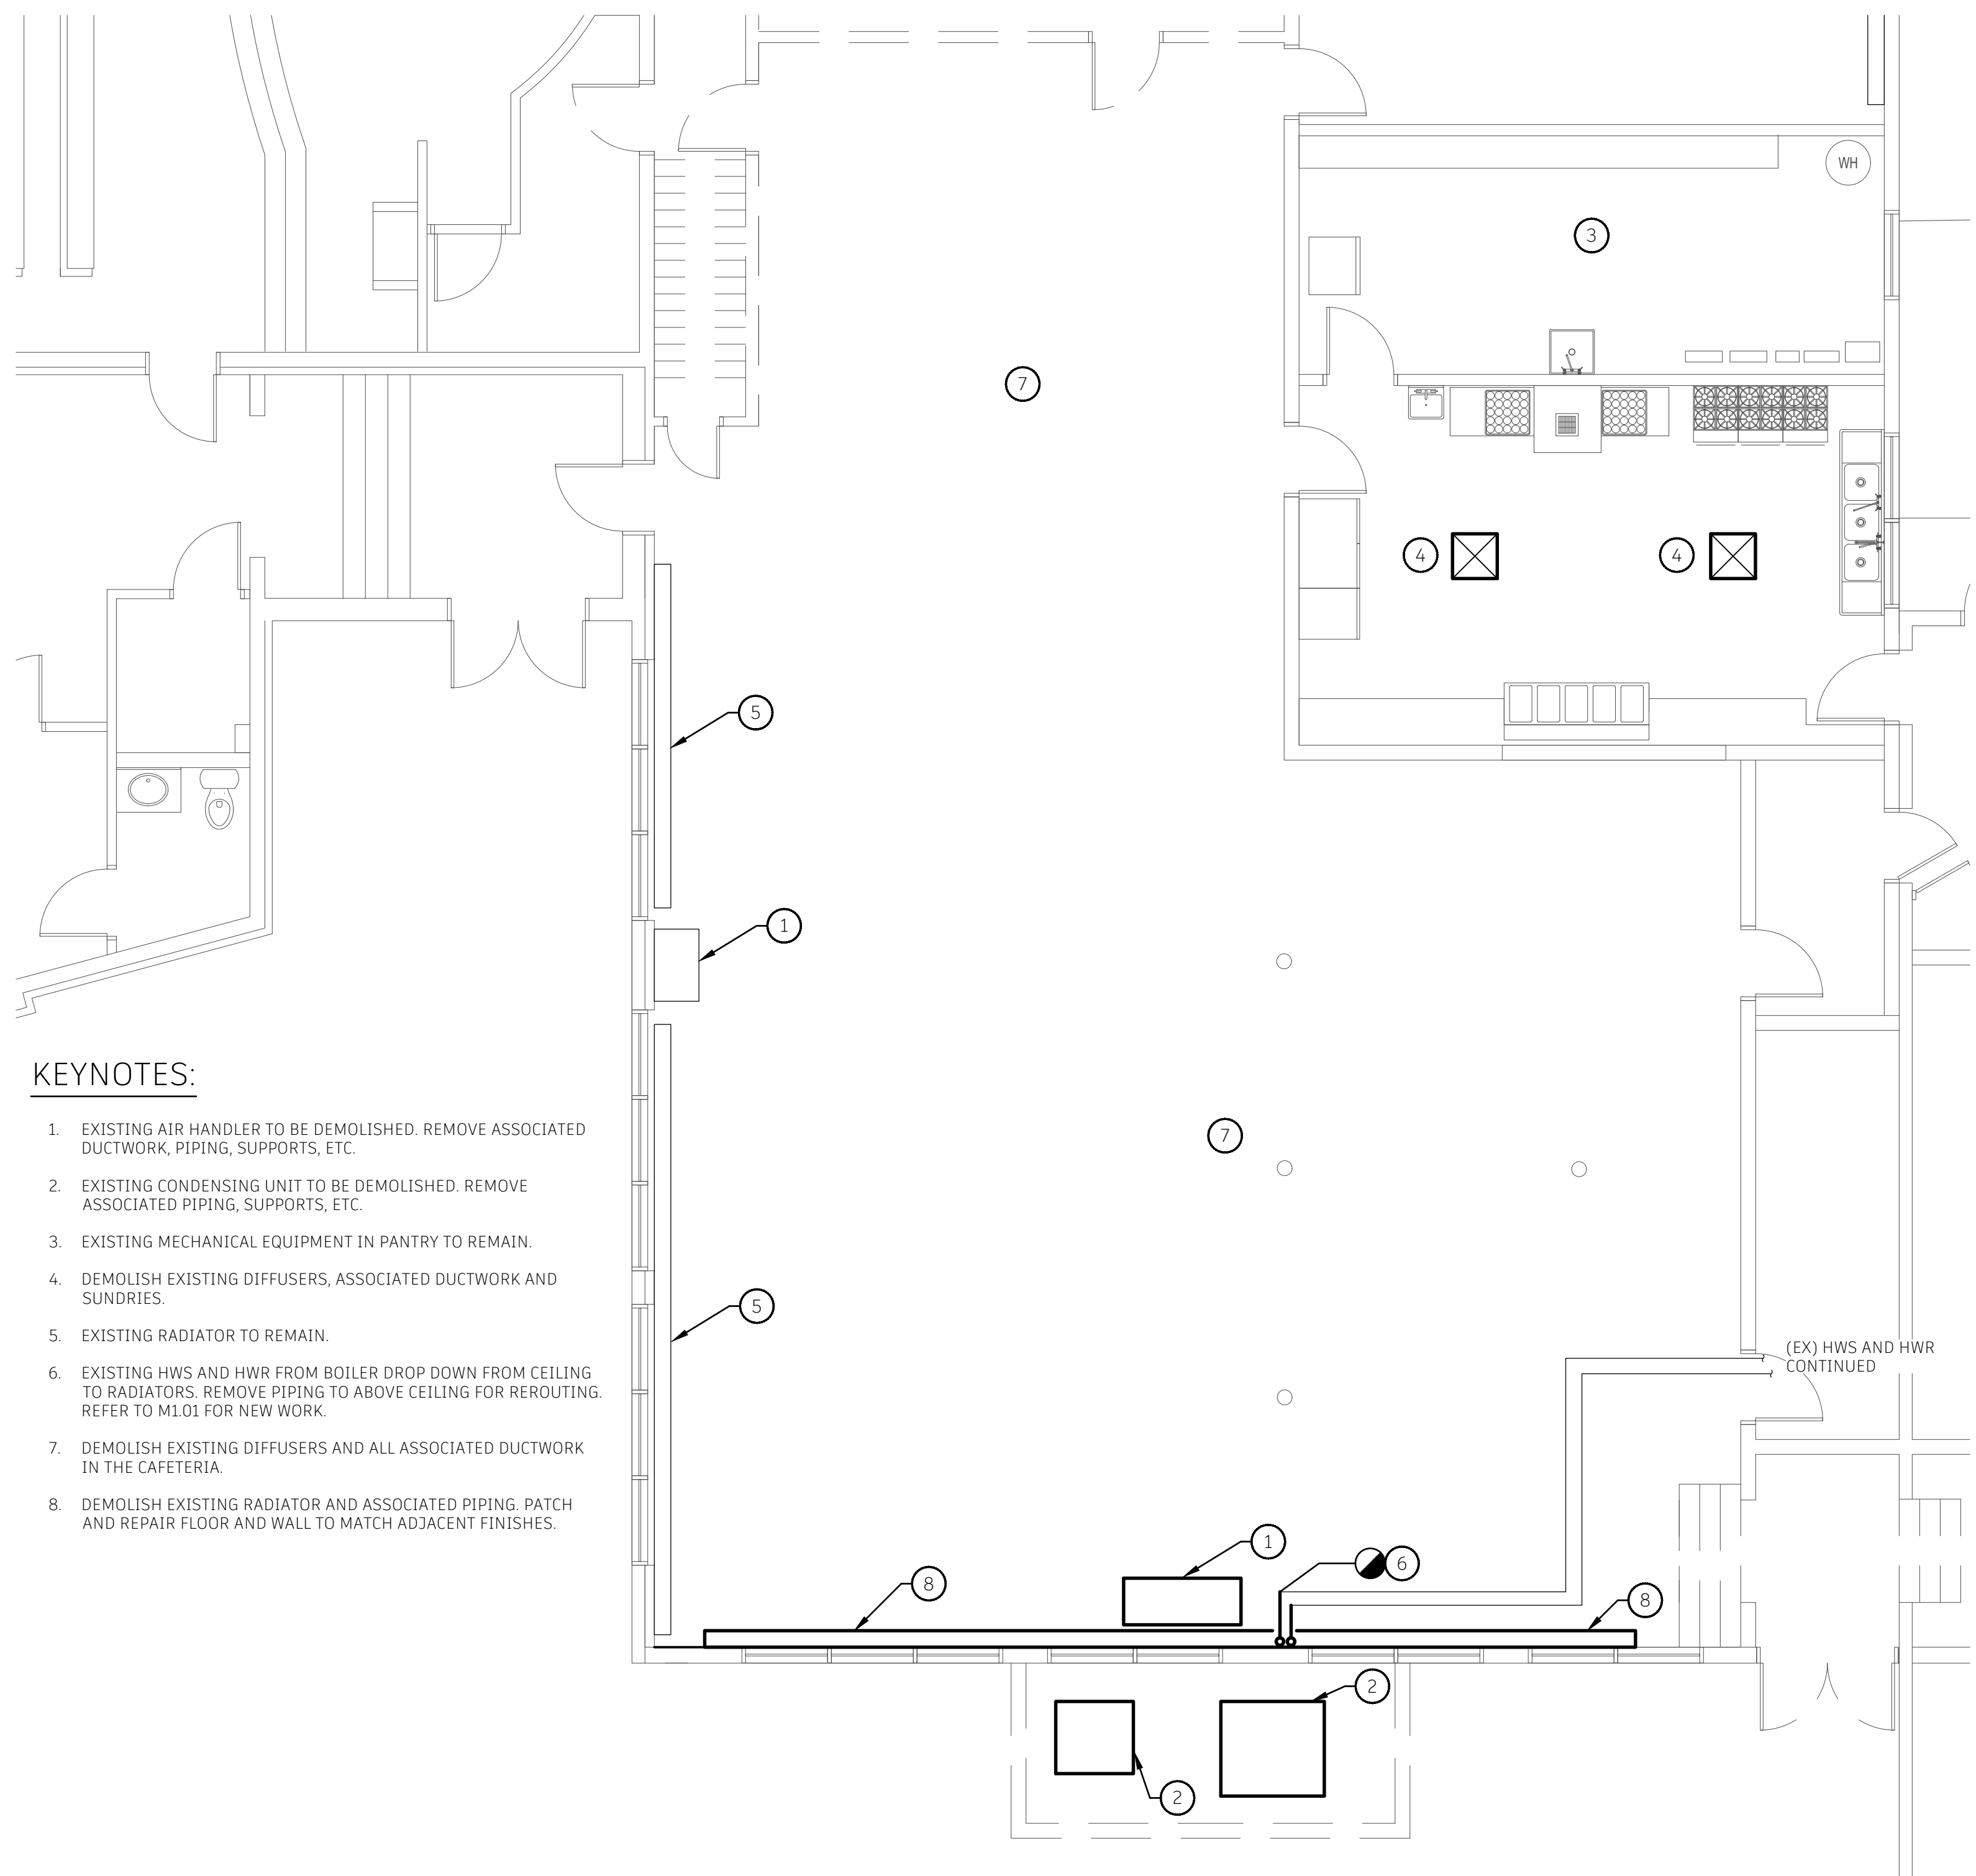 WH
3
7
4
4
5
1
KEYNOTES:
1. EXISTING AIR HANDLER TO BE DEMOLISHED. REMOVE ASSOCIATED
DUCTWORK, PIPING, SUPPORTS, ETC.
2. EXISTING CONDENSING UNIT TO BE DEMOLISHED. REMOVE
ASSOCIATED PIPING, SUPPORTS, ETC.
3. EXISTING MECHANICAL EQUIPMENT IN PANTRY TO REMAIN.
4. DEMOLISH EXISTING DIFFUSERS, ASSOCIATED DUCTWORK AND
SUNDRIES.
5. EXISTING RADIATOR TO REMAIN.
6. EXISTING HWS AND HWR FROM BOILER DROP DOWN FROM CEILING
TO RADIATORS. REMOVE PIPING TO ABOVE CEILING FOR REROUTING.
REFER TO M1.01 FOR NEW WORK.
7. DEMOLISH EXISTING DIFFUSERS AND ALL ASSOCIATED DUCTWORK
IN THE CAFETERIA.
8. DEMOLISH EXISTING RADIATOR AND ASSOCIATED PIPING. PATCH
AND REPAIR FLOOR AND WALL TO MATCH ADJACENT FINISHES.
7
5
(EX) HWS AND HWR
CONTINUED
1
6
8
8
2
2